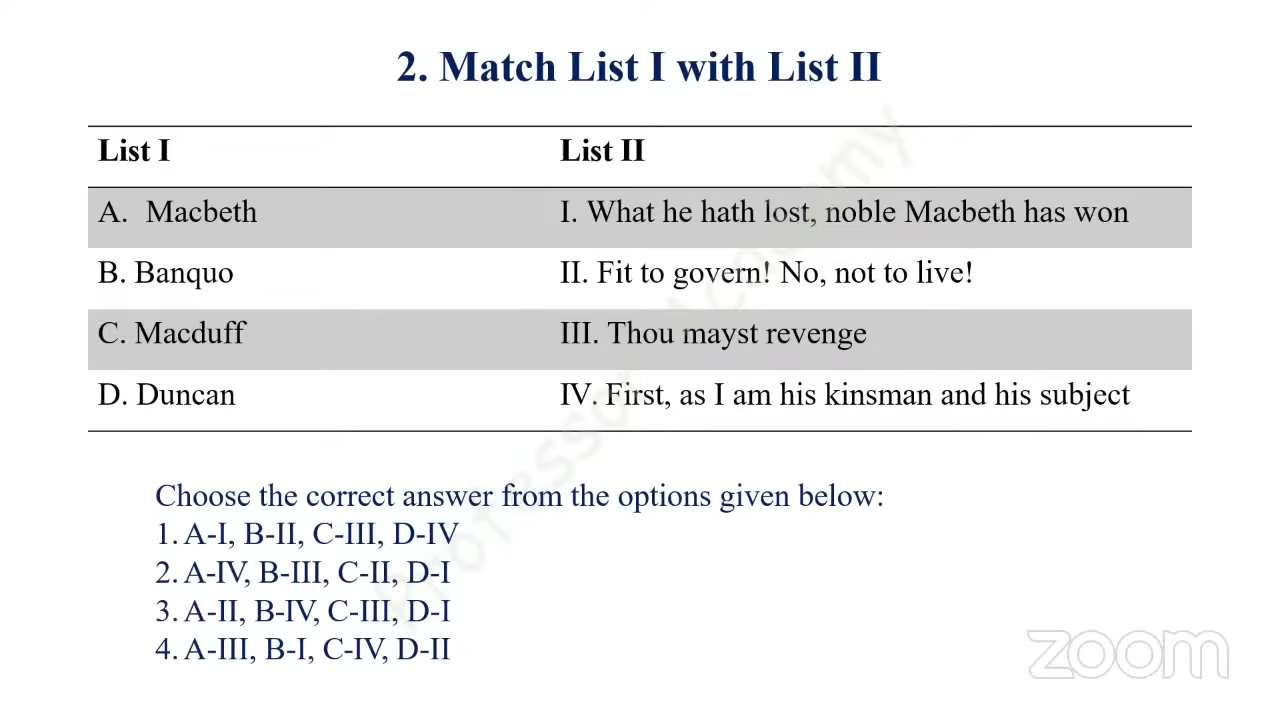 2. Match List I with List II
List I List II
A. Macbeth I. What he hath lost, noble Macbeth has won
B. Banquo II. Fit to govern! No, not to live!
C. Macduff III. Thou mayst revenge
D. Duncan IV. First, as I am his kinsman and his subject
Professor Academy
Choose the correct answer from the options given below:
1. A-I, B-II, C-III, D-IV
2. A-IV, B-III, C-II, D-I
3. A-II, B-IV, C-III, D-I
4. A-III, B-I, C-IV, D-II
zoom